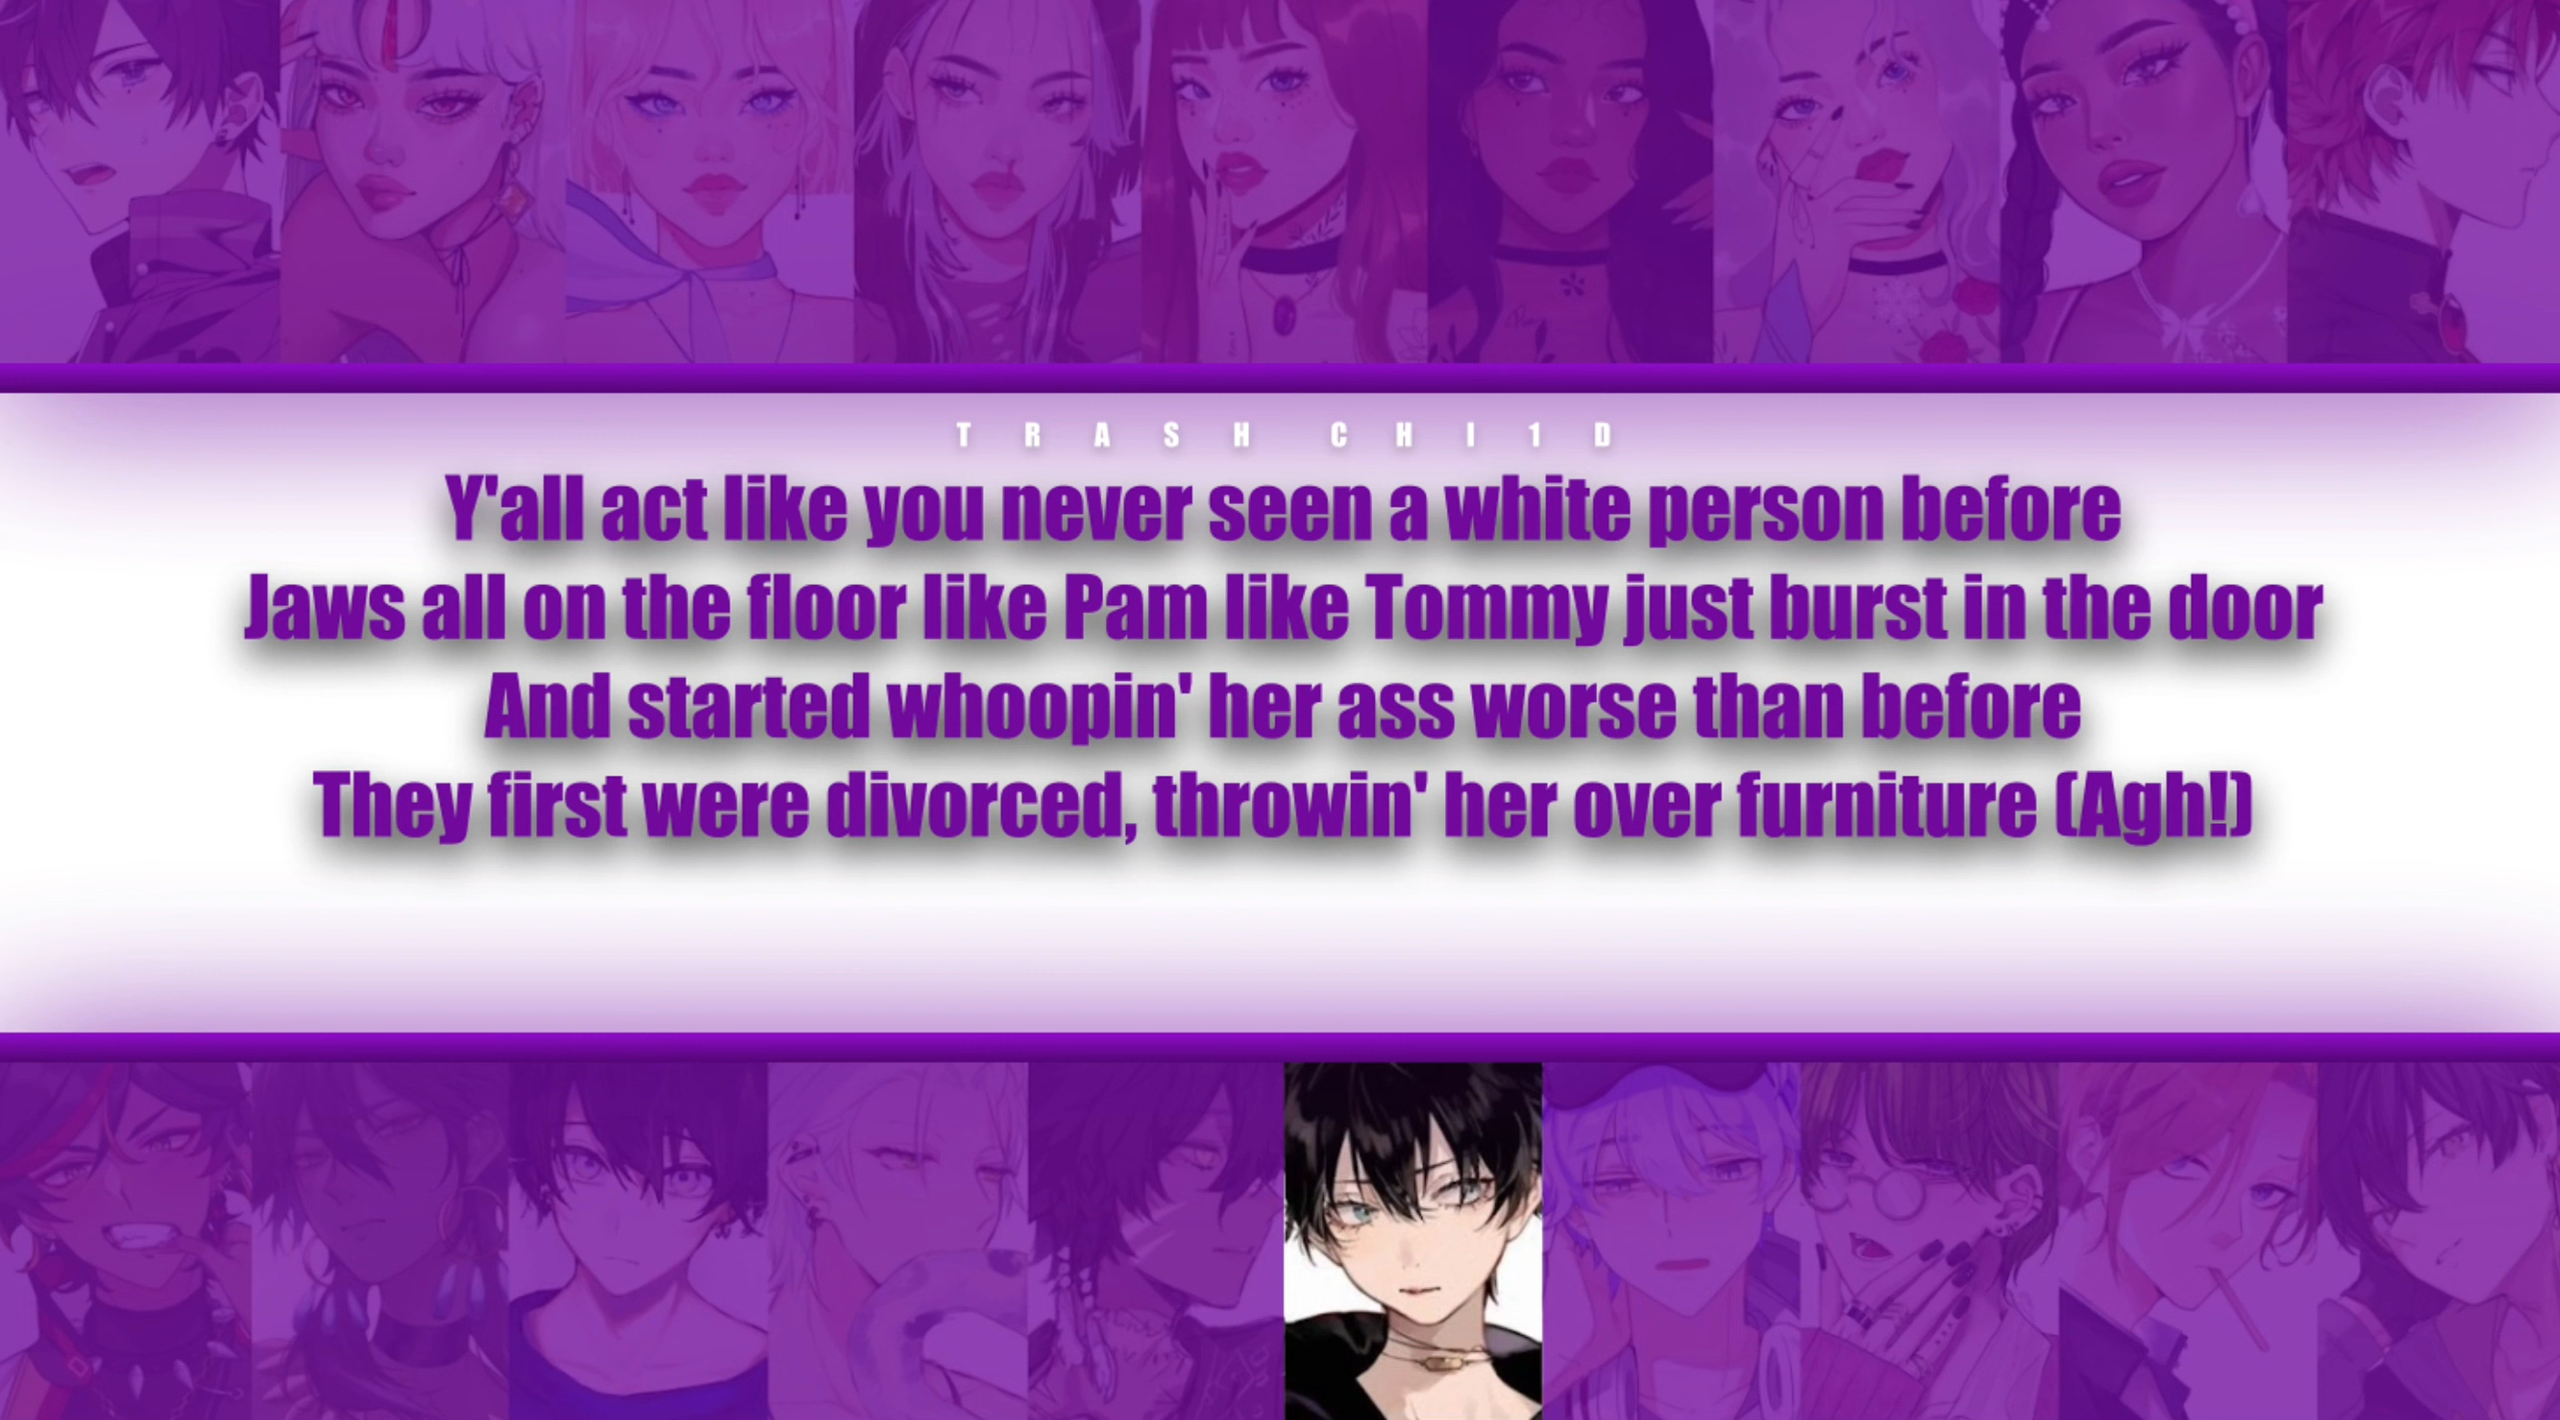 TRASH CHI1D
Y'all act like you never seen a white person before
Jaws all on the floor like Pam like Tommy just burst in the door
And started whoopin' her ass worse than before
They first were divorced, throwin' her over furniture (Agh!)